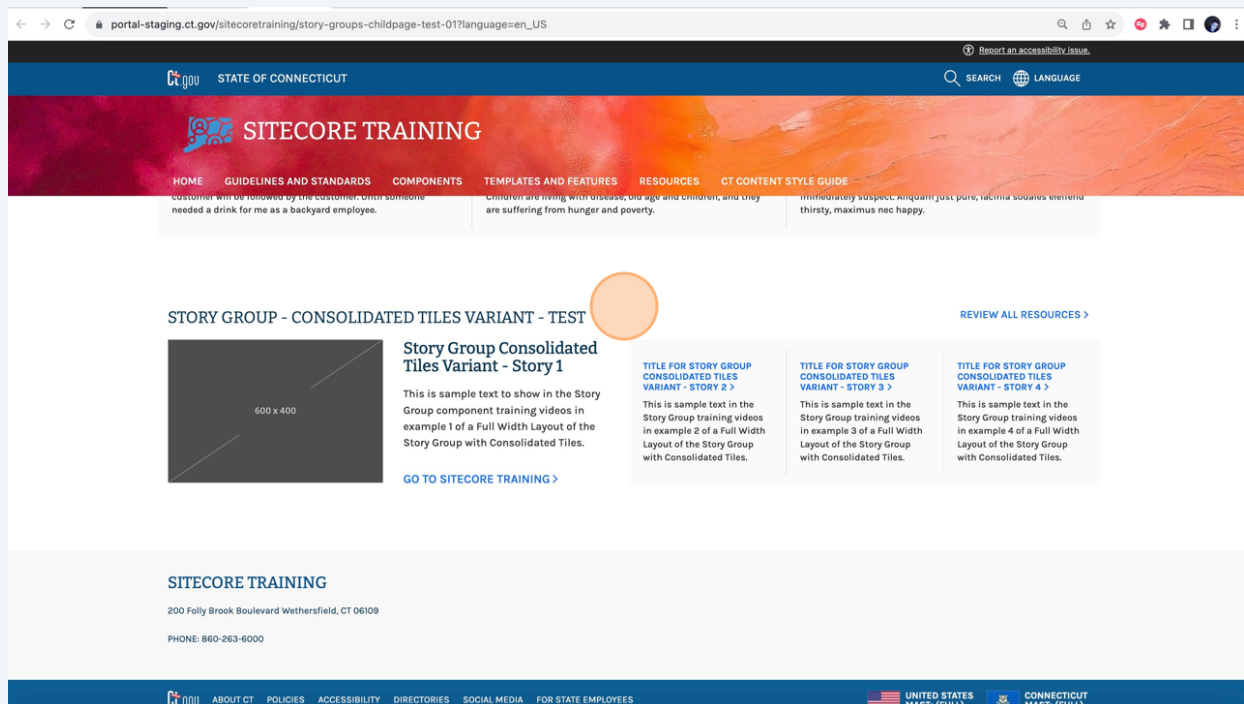 portal-staging.ct.gov/sitecoretraining/story-groups-childpage-test-01?language=en_US
Report an accessibility issue.
Ct.gov STATE OF CONNECTICUT
SEARCH LANGUAGE
SITECORE TRAINING
HOME GUIDELINES AND STANDARDS COMPONENTS TEMPLATES AND FEATURES RESOURCES CT CONTENT STYLE GUIDE
customer will be followed by the customer. Until someone
needed a drink for me as a backyard employee.
Children are living with disease, old age and children, and they
are suffering from hunger and poverty.
immediately suspect. Aliquam just pure, lacinia sodales eleifend
thirsty, maximus nec happy.
STORY GROUP - CONSOLIDATED TILES VARIANT - TEST
REVIEW ALL RESOURCES >
600 x 400
Story Group Consolidated
Tiles Variant - Story 1
This is sample text to show in the Story
Group component training videos in
example 1 of a Full Width Layout of the
Story Group with Consolidated Tiles.
GO TO SITECORE TRAINING >
TITLE FOR STORY GROUP
CONSOLIDATED TILES
VARIANT - STORY 2 >
This is sample text in the
Story Group training videos
in example 2 of a Full Width
Layout of the Story Group
with Consolidated Tiles.
TITLE FOR STORY GROUP
CONSOLIDATED TILES
VARIANT - STORY 3 >
This is sample text in the
Story Group training videos
in example 3 of a Full Width
Layout of the Story Group
with Consolidated Tiles.
TITLE FOR STORY GROUP
CONSOLIDATED TILES
VARIANT - STORY 4 >
This is sample text in the
Story Group training videos
in example 4 of a Full Width
Layout of the Story Group
with Consolidated Tiles.
SITECORE TRAINING
200 Folly Brook Boulevard Wethersfield, CT 06109
PHONE: 860-263-6000
Ct.gov ABOUT CT POLICIES ACCESSIBILITY DIRECTORIES SOCIAL MEDIA FOR STATE EMPLOYEES
UNITED STATES
MAST: (FULL)
CONNECTICUT
MAST: (FULL)